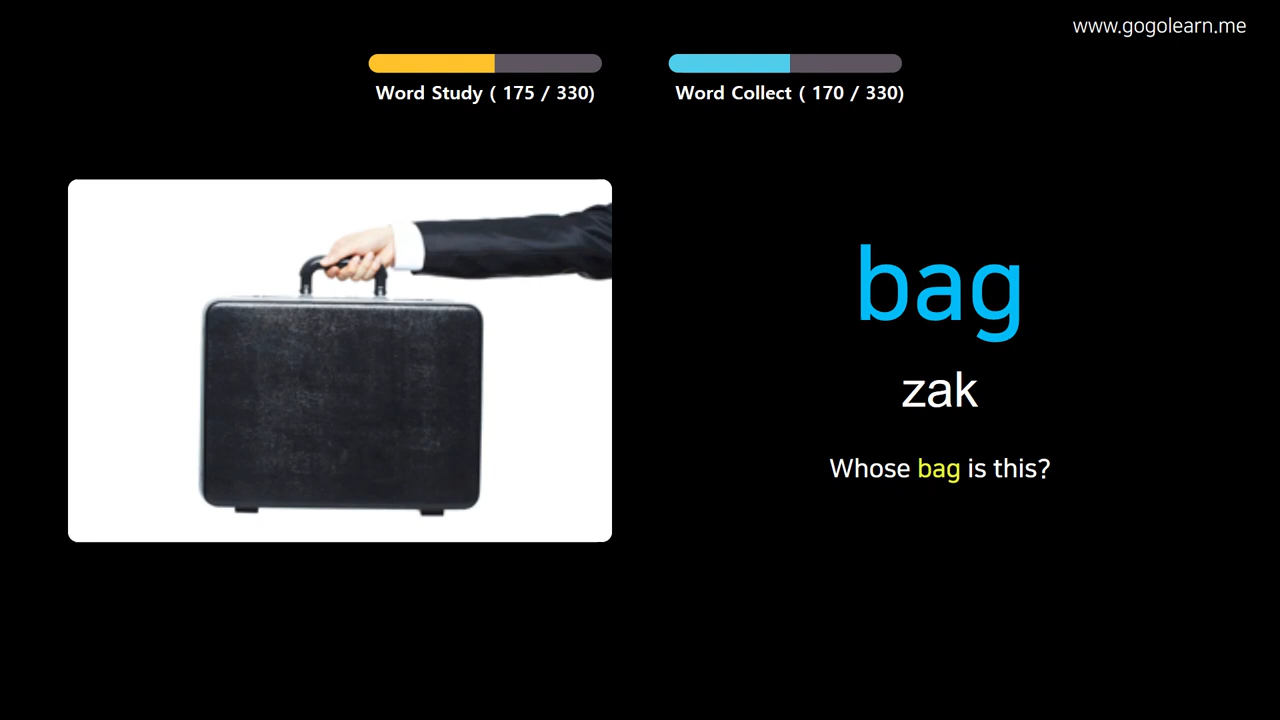 www.gogolearn.me
Word Study ( 175 / 330)
Word Collect ( 170 / 330)
bag
zak
Whose bag is this?